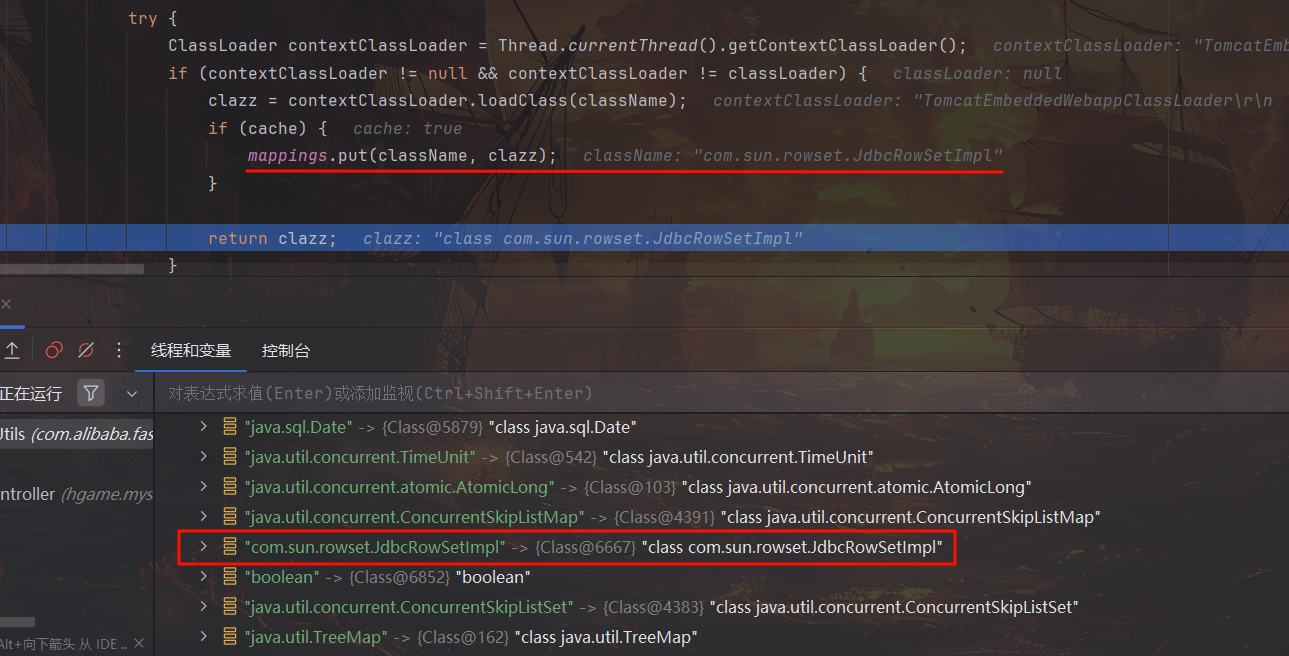 try {
ClassLoader contextClassLoader = Thread.currentThread().getContextClassLoader(); contextClassLoader: "TomcatEmb
if (contextClassLoader != null && contextClassLoader != classLoader) { classLoader: null
clazz = contextClassLoader.loadClass(className); contextClassLoader: "TomcatEmbeddedWebappClassLoader\r\n
if (cache) { cache: true
mappings.put(className, clazz); className: "com.sun.rowset.JdbcRowSetImpl"
}
return clazz; clazz: "class com.sun.rowset.JdbcRowSetImpl"
}
线程和变量 控制台
正在运行 对表达式求值(Enter)或添加监视(Ctrl+Shift+Enter)
"java.sql.Date" -> {Class@5879} "class java.sql.Date"
Utils (com.alibaba.fas
"java.util.concurrent.TimeUnit" -> {Class@542} "class java.util.concurrent.TimeUnit"
"java.util.concurrent.atomic.AtomicLong" -> {Class@103} "class java.util.concurrent.atomic.AtomicLong"
ntroller (hgame.mys
"java.util.concurrent.ConcurrentSkipListMap" -> {Class@4391} "class java.util.concurrent.ConcurrentSkipListMap"
"com.sun.rowset.JdbcRowSetImpl" -> {Class@6667} "class com.sun.rowset.JdbcRowSetImpl"
"boolean" -> {Class@6852} "boolean"
"java.util.concurrent.ConcurrentSkipListSet" -> {Class@4383} "class java.util.concurrent.ConcurrentSkipListSet"
"java.util.TreeMap" -> {Class@162} "class java.util.TreeMap"
Alt+向下箭头 从 IDE ..